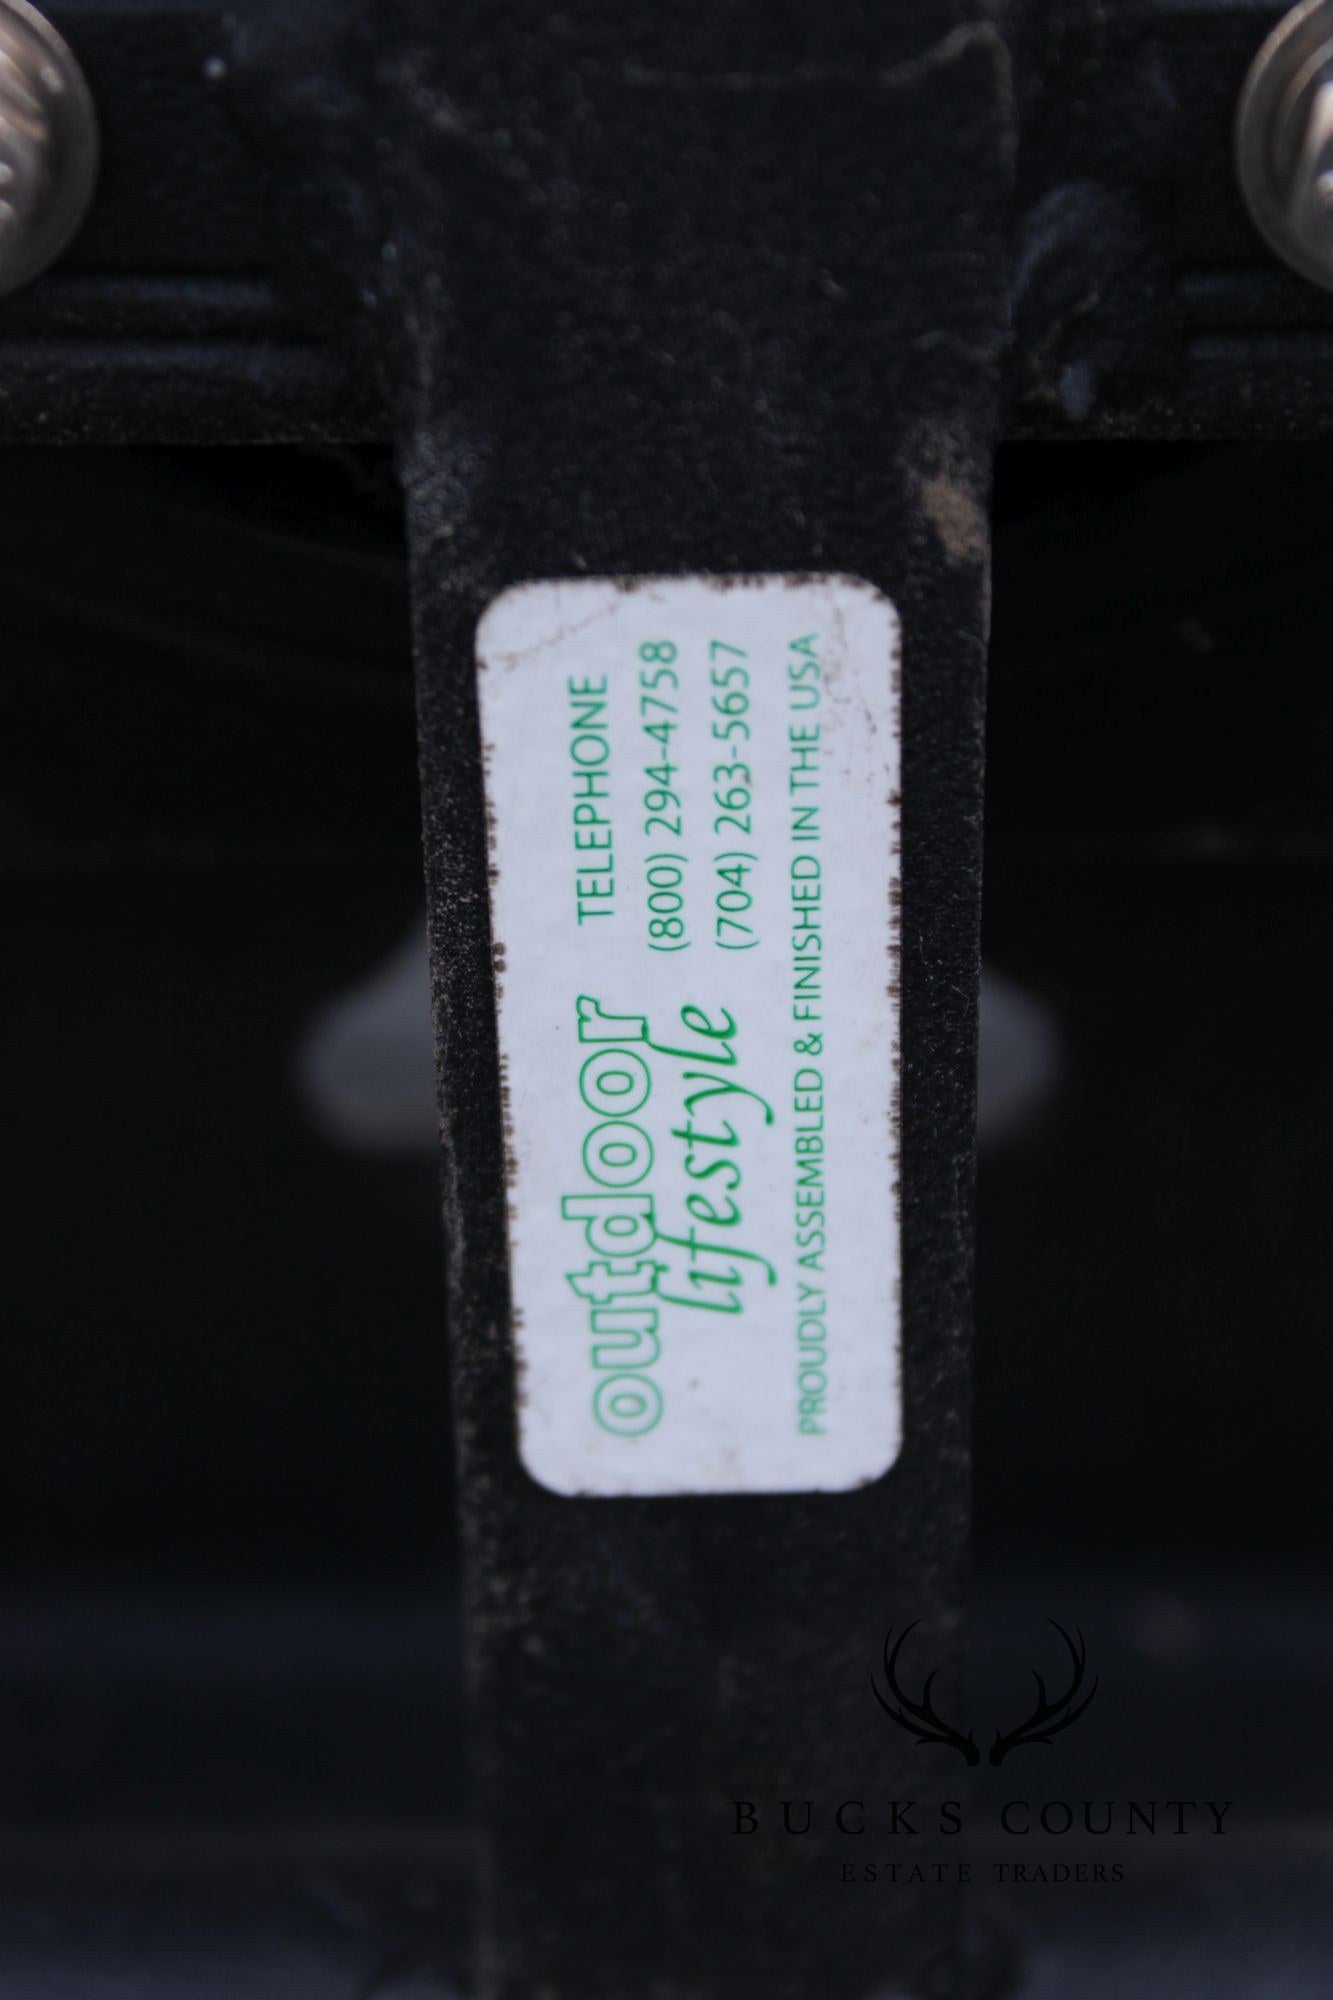 outdoor
lifestyle
TELEPHONE
(800) 294-4758
(704) 263-5657
PROUDLY ASSEMBLED & FINISHED IN THE USA
BUCKS COUNTY
ESTATE TRADERS